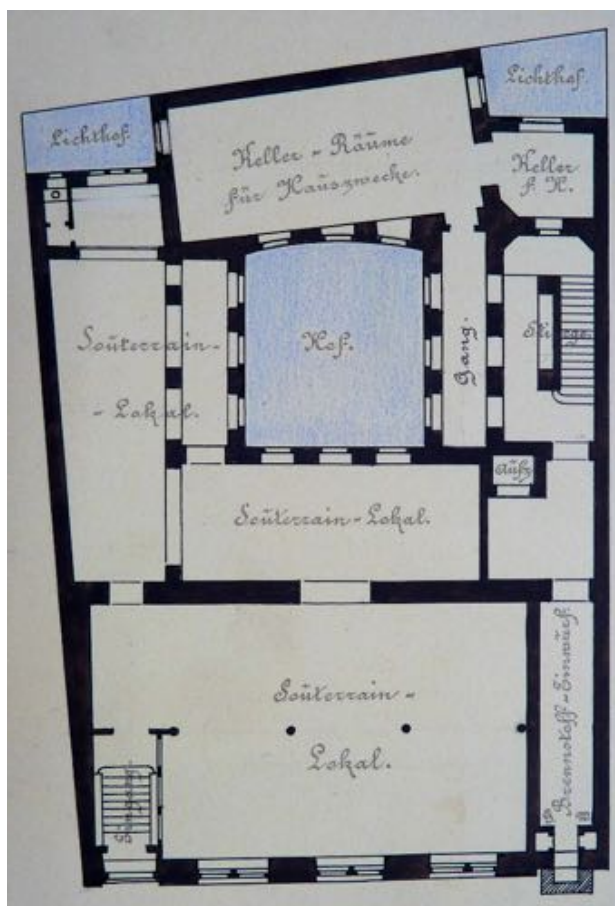 Lichthof.
Lichthof.
Keller-Räume
für Hauszwecke.
Keller
f. H.
Souterrain-
-Lokal.
Hof.
Gang.
Stiege.
Aufz.
Souterrain-Lokal.
Souterrain-
Lokal.
Eingang.
Brennstoff-Einwurf.